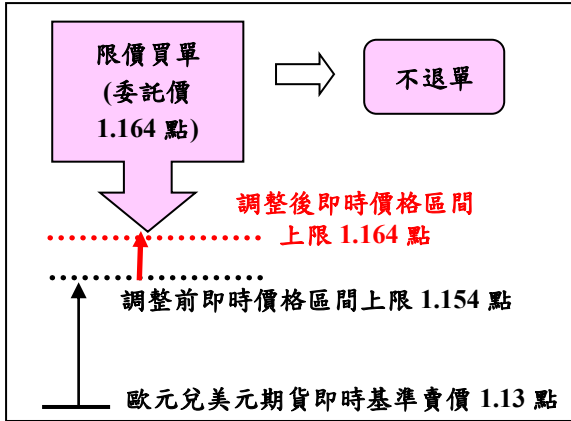 限價買單
(委託價
1.164 點)
不退單
調整後即時價格區間
上限 1.164 點
調整前即時價格區間上限 1.154 點
歐元兌美元期貨即時基準賣價 1.13 點